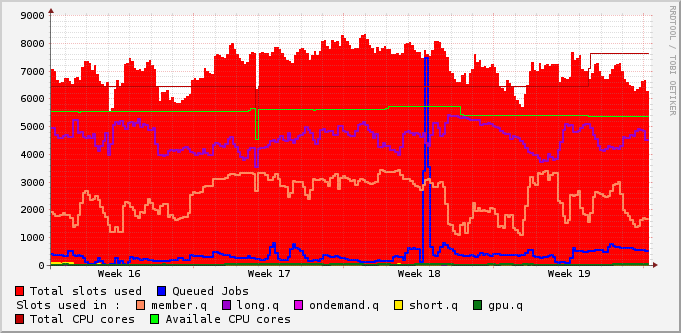 9000
8000
7000
6000
5000
4000
3000
2000
1000
0
Week 16 Week 17 Week 18 Week 19
Total slots used Queued Jobs
Slots used in : member.q long.q ondemand.q short.q gpu.q
Total CPU cores Availale CPU cores
RRDTOOL / TOBI OETIKER